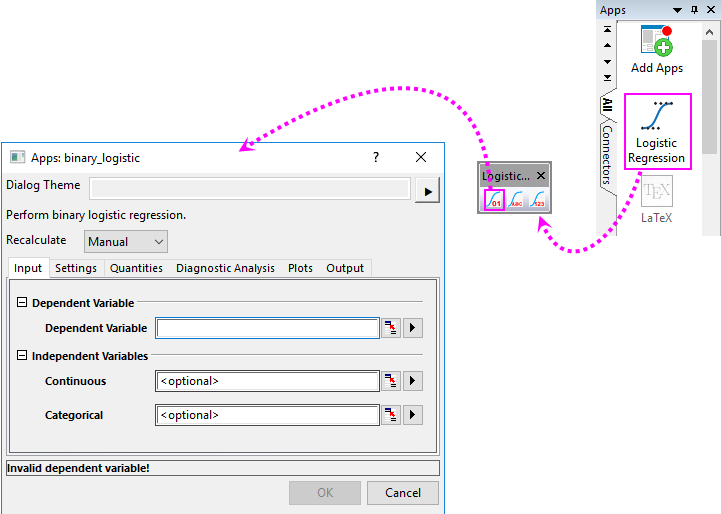 Apps
Add Apps
All
Connectors
Logistic
Regression
LaTeX
Logistic...
01
ABC
123
Apps: binary_logistic
Dialog Theme
Perform binary logistic regression.
Recalculate Manual
Input Settings Quantities Diagnostic Analysis Plots Output
Dependent Variable
Dependent Variable
Independent Variables
Continuous <optional>
Categorical <optional>
Invalid dependent variable!
OK Cancel